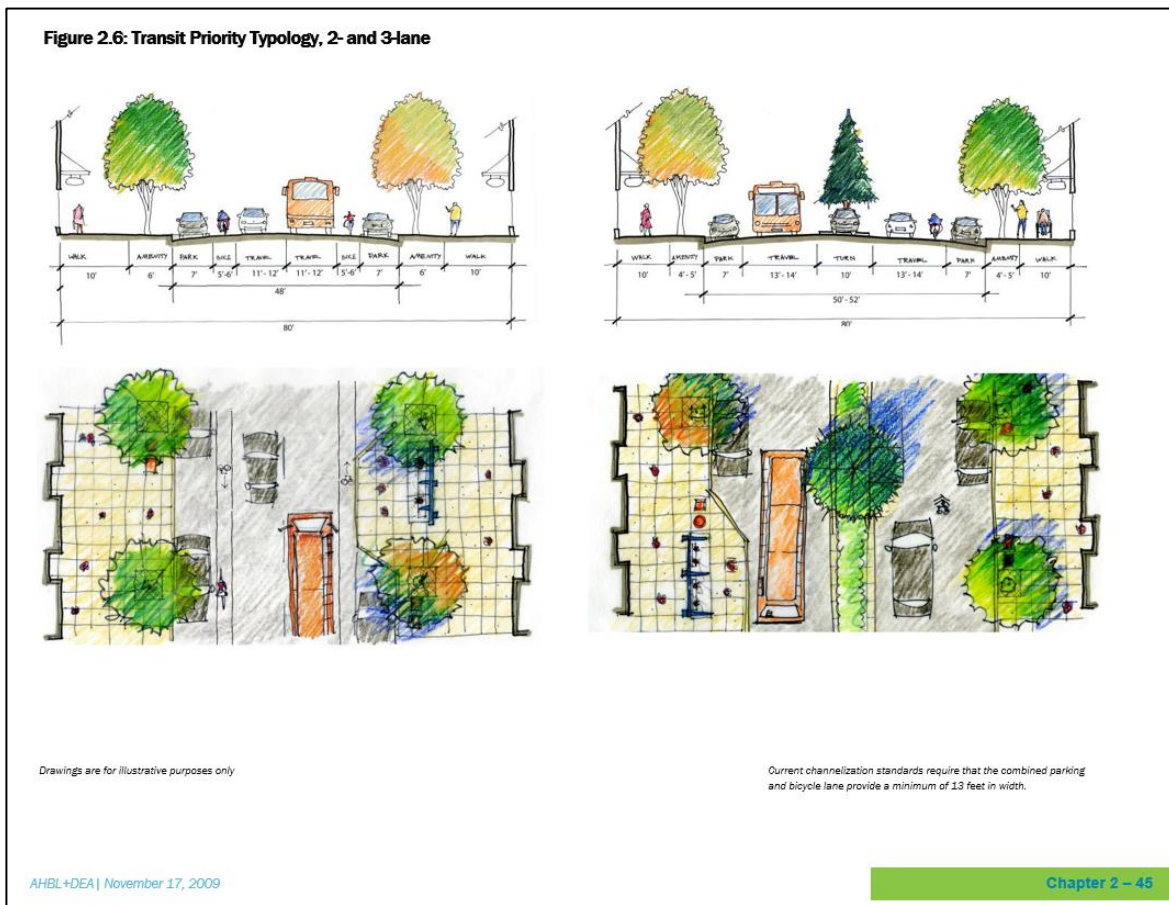 Figure 2.6: Transit Priority Typology, 2- and 3-lane
WALK AMENITY PARK BIKE TRAVEL TRAVEL BIKE PARK AMENITY WALK
10' 6' 7' 5'-6' 11'- 12' 11'- 12' 5'-6' 7' 6' 10'
48'
80'
WALK AMENITY PARK TRAVEL TURN TRAVEL PARK AMENITY WALK
10' 4'- 5' 7' 13'- 14' 10' 13'- 14' 7' 4'- 5' 10'
50' - 52'
80'
Drawings are for illustrative purposes only
Current channelization standards require that the combined parking
and bicycle lane provide a minimum of 13 feet in width.
AHBL+DEA| November 17, 2009
Chapter 2 – 45